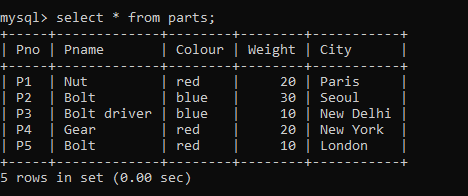 mysql> select * from parts;
+-----+-------------+--------+--------+-----------+
| Pno | Pname       | Colour | Weight | City      |
+-----+-------------+--------+--------+-----------+
| P1  | Nut         | red    |     20 | Paris     |
| P2  | Bolt        | blue   |     30 | Seoul     |
| P3  | Bolt driver | blue   |     10 | New Delhi |
| P4  | Gear        | red    |     20 | New York  |
| P5  | Bolt        | red    |     10 | London    |
+-----+-------------+--------+--------+-----------+
5 rows in set (0.00 sec)